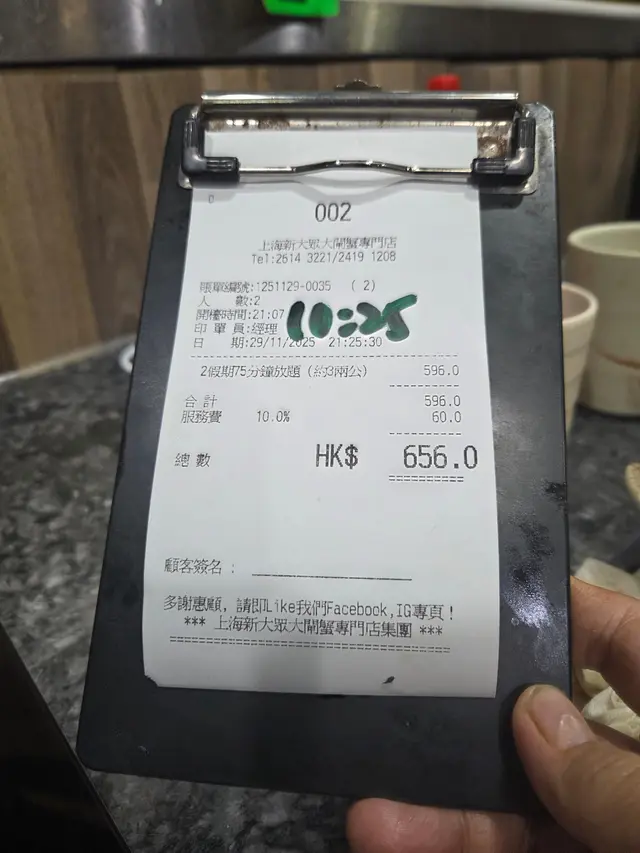 002
上海新大眾大閘蟹專門店
Tel:2614 3221/2419 1208
賬單編號:1251129-0035 (2)
人 數:2
開檯時間:21:07
10:25
印單員:經理
日 期:29/11/2025 21:25:30
2假期75分鐘放題(約3兩公) 596.0
合計 596.0
服務費 10.0% 60.0
總數 HK$ 656.0
顧客簽名:
多謝惠顧, 請即Like我們Facebook,IG專頁!
*** 上海新大眾大閘蟹專門店集團 ***